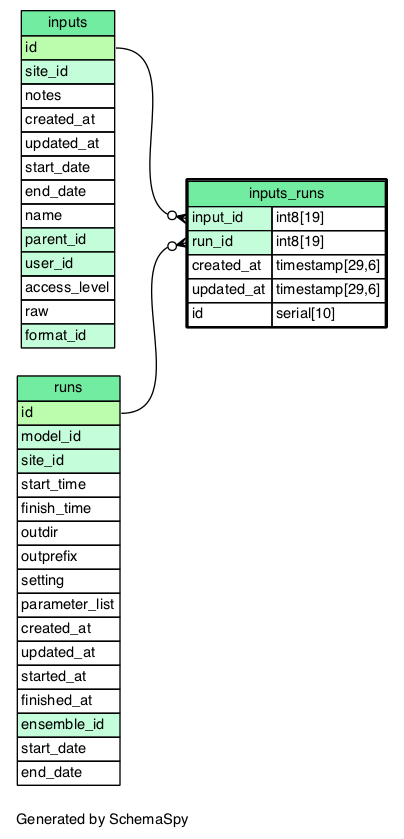 inputs
id
site_id
notes
created_at
updated_at
start_date
end_date
name
parent_id
user_id
access_level
raw
format_id
inputs_runs
input_id int8[19]
run_id int8[19]
created_at timestamp[29,6]
updated_at timestamp[29,6]
id serial[10]
runs
id
model_id
site_id
start_time
finish_time
outdir
outprefix
setting
parameter_list
created_at
updated_at
started_at
finished_at
ensemble_id
start_date
end_date
Generated by SchemaSpy